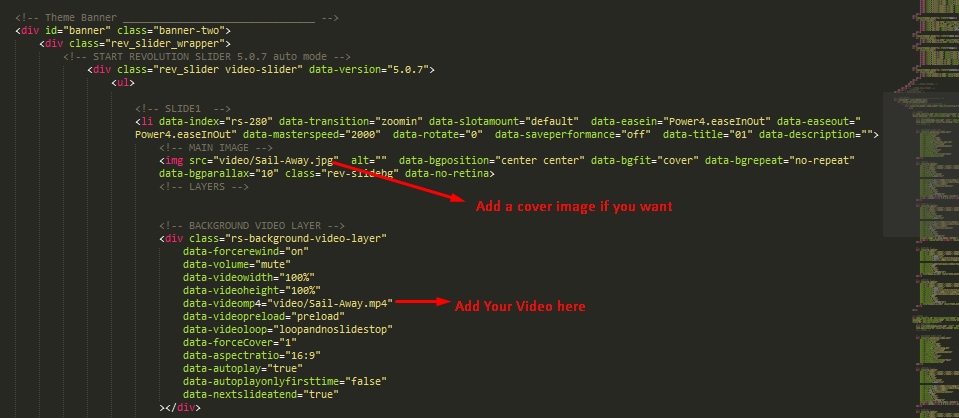 <!-- Theme Banner ________________________________ -->
<div id="banner" class="banner-two">
<div class="rev_slider_wrapper">
<!-- START REVOLUTION SLIDER 5.0.7 auto mode -->
<div class="rev_slider video-slider" data-version="5.0.7">
<ul>
<!-- SLIDE1  -->
<li data-index="rs-280" data-transition="zoomin" data-slotamount="default"  data-easein="Power4.easeInOut" data-easeout="
Power4.easeInOut" data-masterspeed="2000"  data-rotate="0"  data-saveperformance="off"  data-title="01" data-description="">
<!-- MAIN IMAGE -->
<img src="video/Sail-Away.jpg"  alt=""  data-bgposition="center center" data-bgfit="cover" data-bgrepeat="no-repeat"
data-bgparallax="10" class="rev-slidebg" data-no-retina>
<!-- LAYERS -->
Add a cover image if you want
<!-- BACKGROUND VIDEO LAYER -->
<div class="rs-background-video-layer"
data-forcerewind="on"
data-volume="mute"
data-videowidth="100%"
data-videoheight="100%"
data-videomp4="video/Sail-Away.mp4"
Add Your Video here
data-videopreload="preload"
data-videoloop="loopandnoslidestop"
data-forceCover="1"
data-aspectratio="16:9"
data-autoplay="true"
data-autoplayonlyfirsttime="false"
data-nextslideatend="true"
></div>